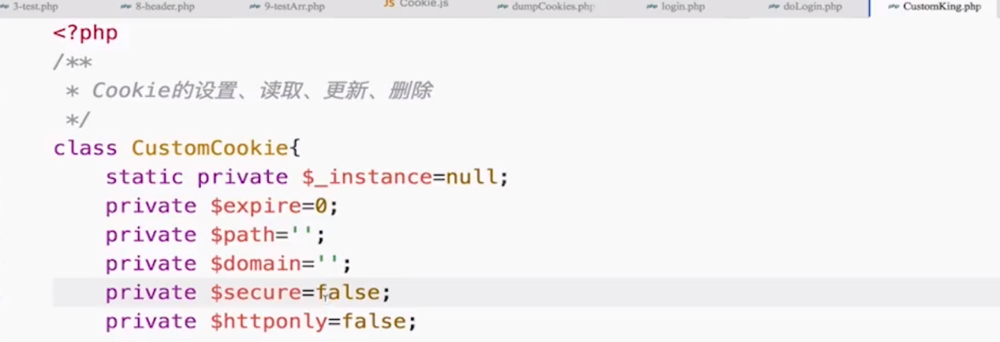 3-test.php 8-header.php 9-testArr.php JS Cookie.js dumpCookies.php login.php doLogin.php CustomKing.php
<?php
/**
* Cookie的设置、读取、更新、删除
*/
class CustomCookie{
static private $_instance=null;
private $expire=0;
private $path='';
private $domain='';
private $secure=false;
private $httponly=false;